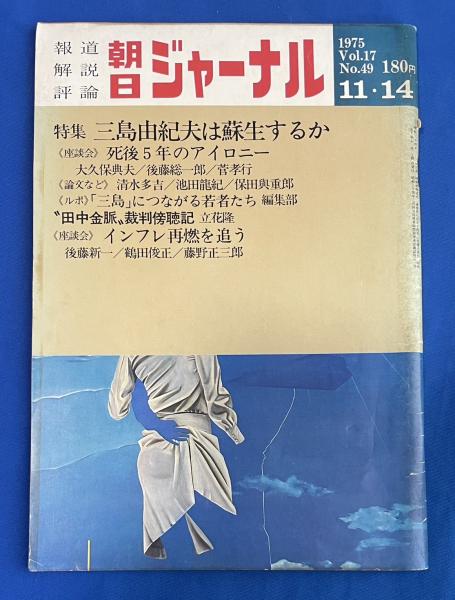 報道
解説
評論
朝日ジャーナル
1975
Vol.17
No.49 180円
11・14
特集 三島由紀夫は蘇生するか
《座談会》 死後5年のアイロニー
大久保典夫／後藤総一郎／菅孝行
《論文など》 清水多吉／池田龍紀／保田與重郎
《ルポ》「三島」につながる若者たち 編集部
〝田中金脈〟裁判傍聴記 立花隆
《座談会》 インフレ再燃を追う
後藤新一／鶴田俊正／藤野正三郎